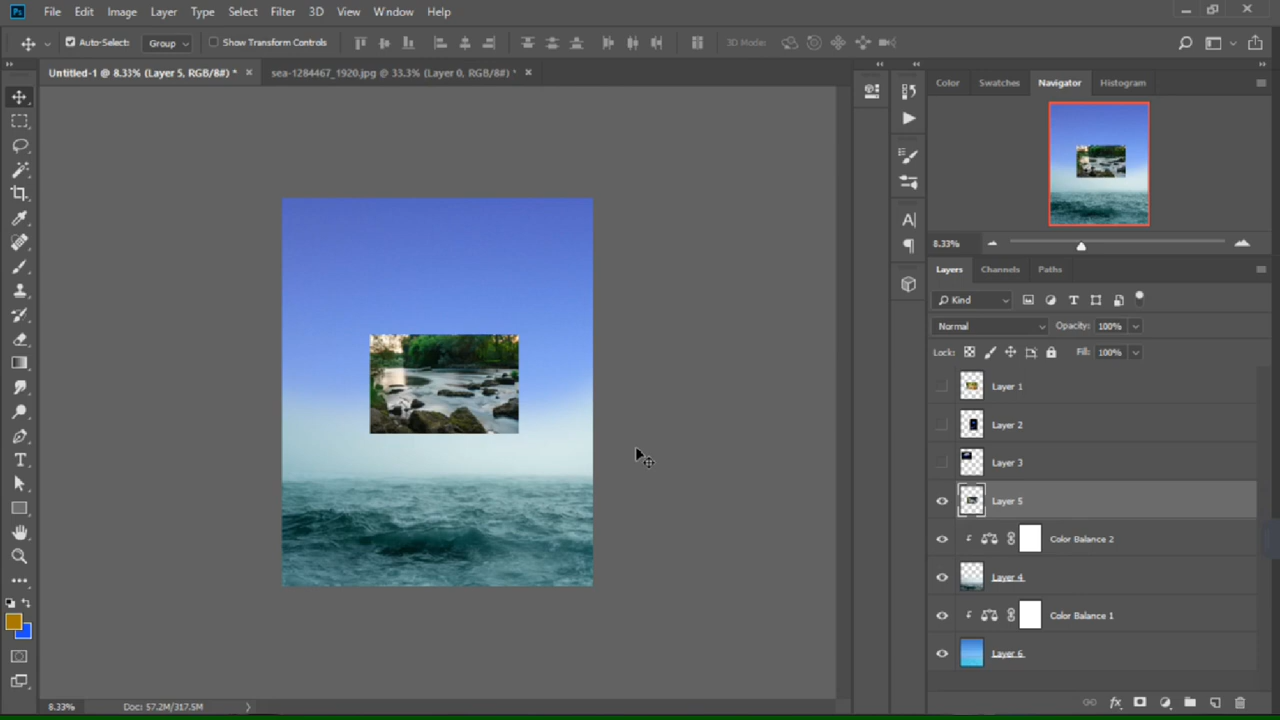 Ps File Edit Image Layer Type Select Filter 3D View Window Help
Auto-Select: Group Show Transform Controls 3D Mode:
Untitled-1 @ 8.33% (Layer 5, RGB/8#) * × sea-1284467_1920.jpg @ 33.3% (Layer 0, RGB/8#) * ×
Color Swatches Navigator Histogram
8.33%
Layers Channels Paths
Kind
Normal Opacity: 100%
Lock: Fill: 100%
Layer 1
Layer 2
Layer 3
Layer 5
Color Balance 2
Layer 4
Color Balance 1
Layer 6
8.33% Doc: 57.2M/317.5M